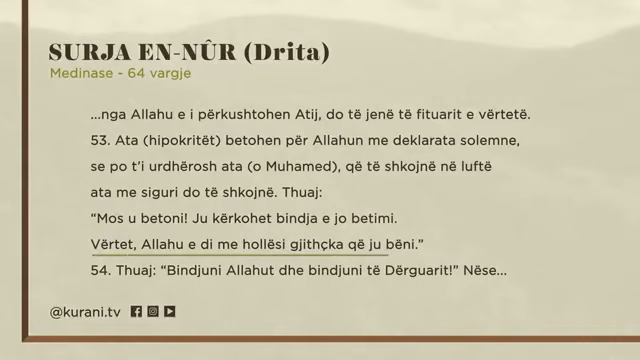 SURJA EN-NÛR (Drita)
Medinase - 64 vargje
...nga Allahu e i përkushtohen Atij, do të jenë të fituarit e vërtetë.
53. Ata (hipokritët) betohen për Allahun me deklarata solemne,
se po t’i urdhërosh ata (o Muhamed), që të shkojnë në luftë
ata me siguri do të shkojnë. Thuaj:
“Mos u betoni! Ju kërkohet bindja e jo betimi.
Vërtet, Allahu e di me hollësi gjithçka që ju bëni.”
54. Thuaj: “Bindjuni Allahut dhe bindjuni të Dërguarit!” Nëse...
@kurani.tv